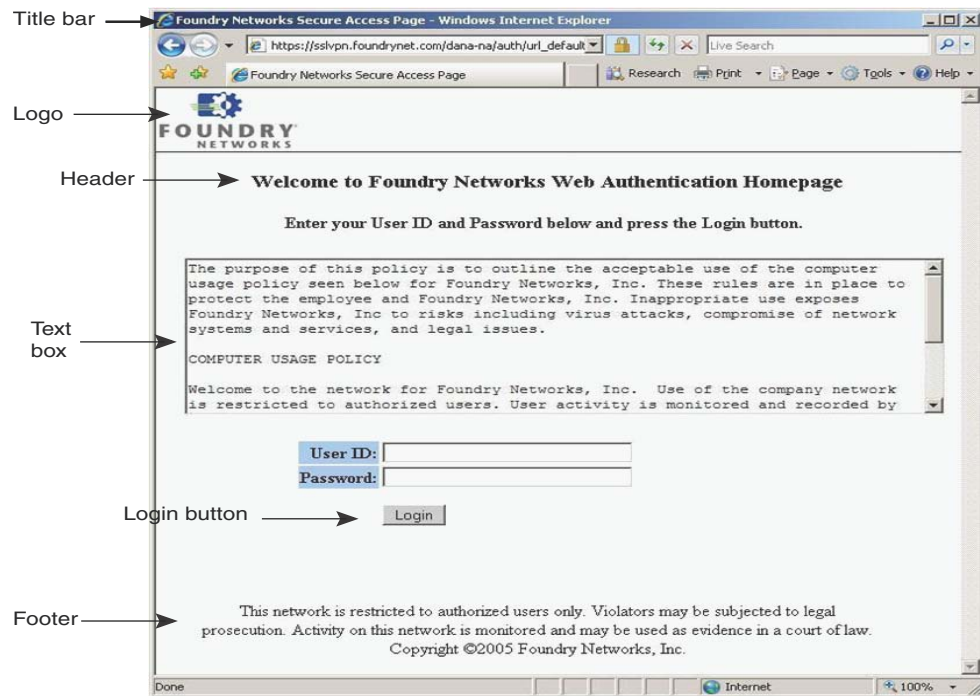 Title bar
Foundry Networks Secure Access Page - Windows Internet Explorer
https://sslvpn.foundrynet.com/dana-na/auth/url_default
Live Search
Foundry Networks Secure Access Page
Research Print Page Tools Help
Logo
FOUNDRY
NETWORKS
Header
Welcome to Foundry Networks Web Authentication Homepage
Enter your User ID and Password below and press the Login button.
Text
box
The purpose of this policy is to outline the acceptable use of the computer
usage policy seen below for Foundry Networks, Inc. These rules are in place to
protect the employee and Foundry Networks, Inc. Inappropriate use exposes
Foundry Networks, Inc to risks including virus attacks, compromise of network
systems and services, and legal issues.
COMPUTER USAGE POLICY
Welcome to the network for Foundry Networks, Inc.  Use of the company network
is restricted to authorized users. User activity is monitored and recorded by
User ID:
Password:
Login button
Login
Footer
This network is restricted to authorized users only. Violators may be subjected to legal
prosecution. Activity on this network is monitored and may be used as evidence in a court of law.
Copyright ©2005 Foundry Networks, Inc.
Done
Internet
100%